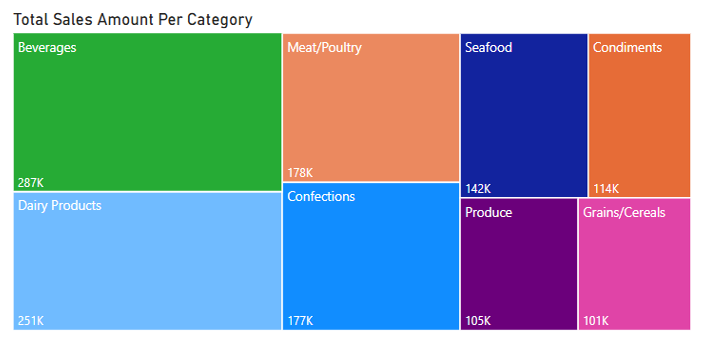 Total Sales Amount Per Category
Beverages
287K
Dairy Products
251K
Meat/Poultry
178K
Confections
177K
Seafood
142K
Condiments
114K
Produce
105K
Grains/Cereals
101K